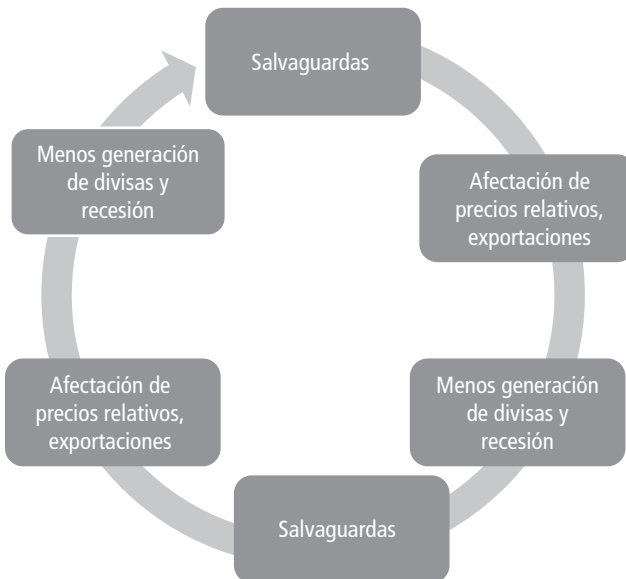 Salvaguardas
Afectación de
precios relativos,
exportaciones
Menos generación
de divisas y
recesión
Salvaguardas
Afectación de
precios relativos,
exportaciones
Menos generación
de divisas y
recesión